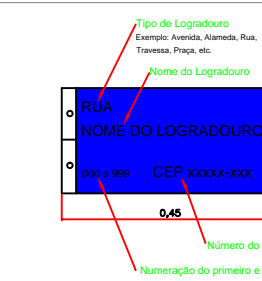 Tipo de Logradouro
Exemplo: Avenida, Alameda, Rua,
Travessa, Praça, etc.
Nome do Logradouro
RUA
NOME DO LOGRADOURO
000 a 999 CEP xxxxx-xxx
0,45
Número do
Numeração do primeiro e